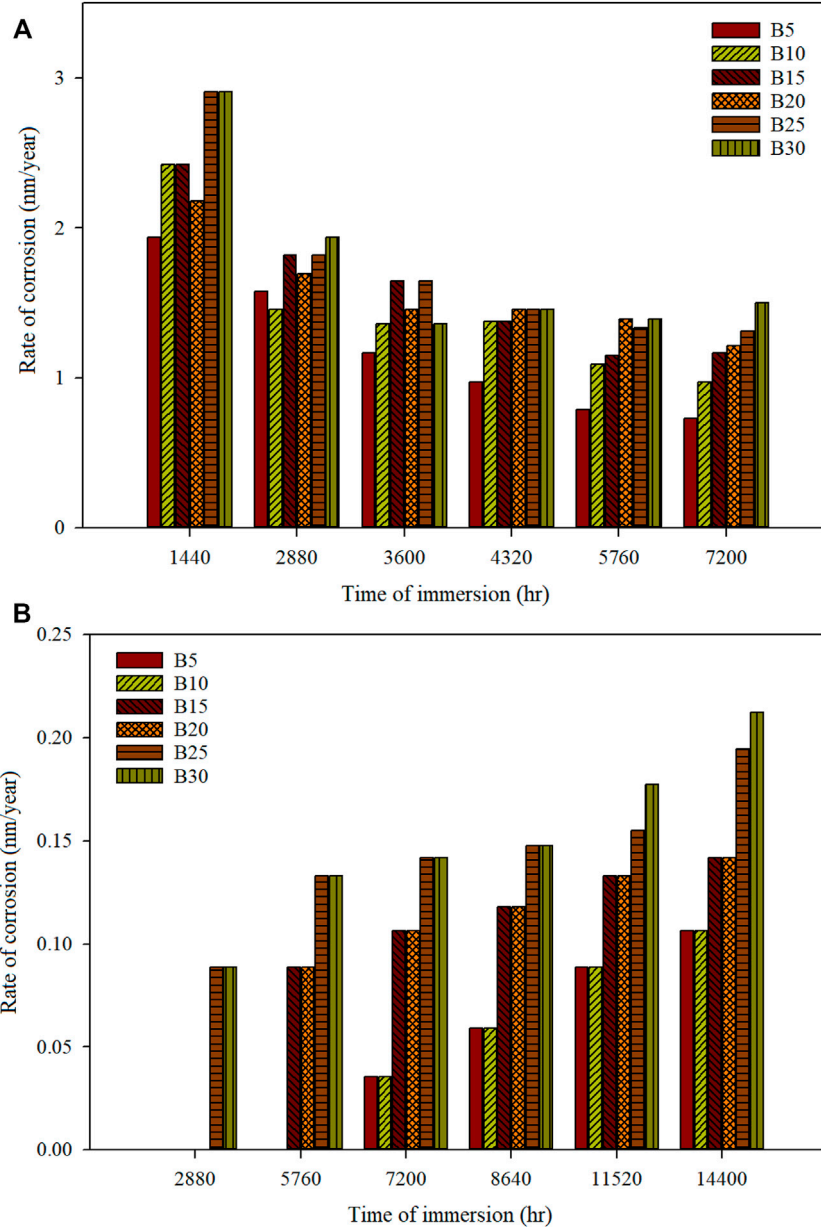 A
B5
B10
B15
B20
B25
B30
3
2
1
0
Rate of corrosion (nm/year)
1440 2880 3600 4320 5760 7200
Time of immersion (hr)
B
B5
B10
B15
B20
B25
B30
0.25
0.20
0.15
0.10
0.05
0.00
Rate of corrosion (nm/year)
2880 5760 7200 8640 11520 14400
Time of immersion (hr)